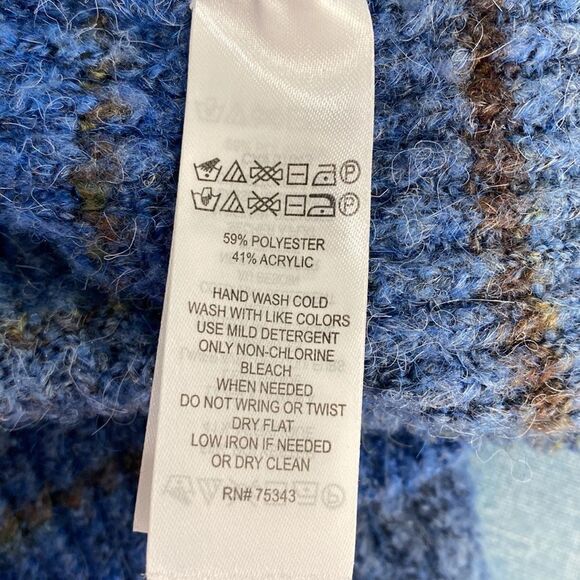 59% POLYESTER
41% ACRYLIC
HAND WASH COLD
WASH WITH LIKE COLORS
USE MILD DETERGENT
ONLY NON-CHLORINE
BLEACH
WHEN NEEDED
DO NOT WRING OR TWIST
DRY FLAT
LOW IRON IF NEEDED
OR DRY CLEAN
RN# 75343